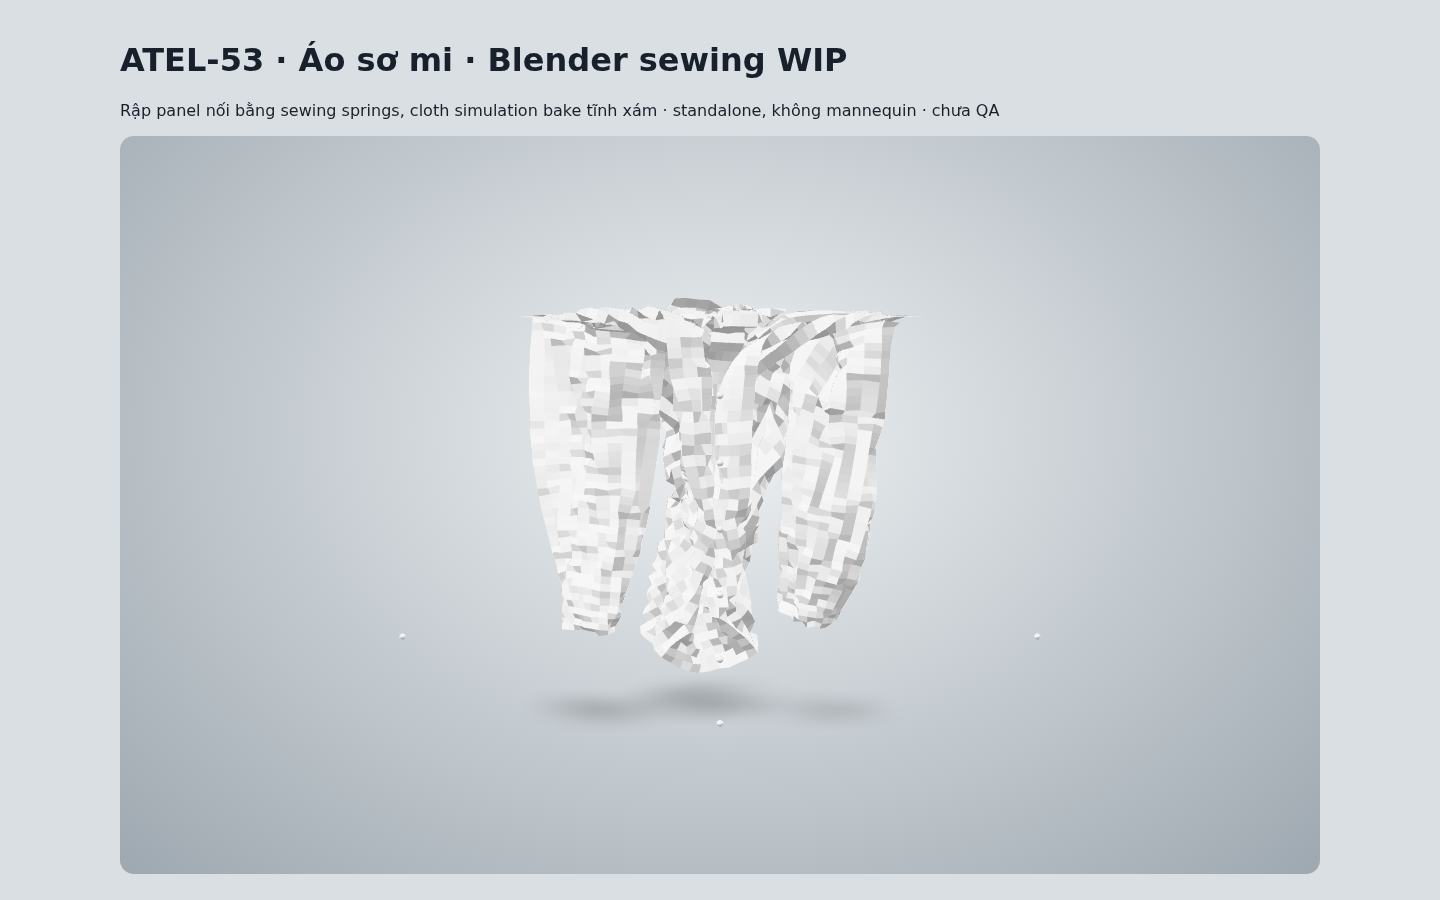 ATEL-53 · Áo sơ mi · Blender sewing WIP
Rập panel nối bằng sewing springs, cloth simulation bake tĩnh xám · standalone, không mannequin · chưa QA